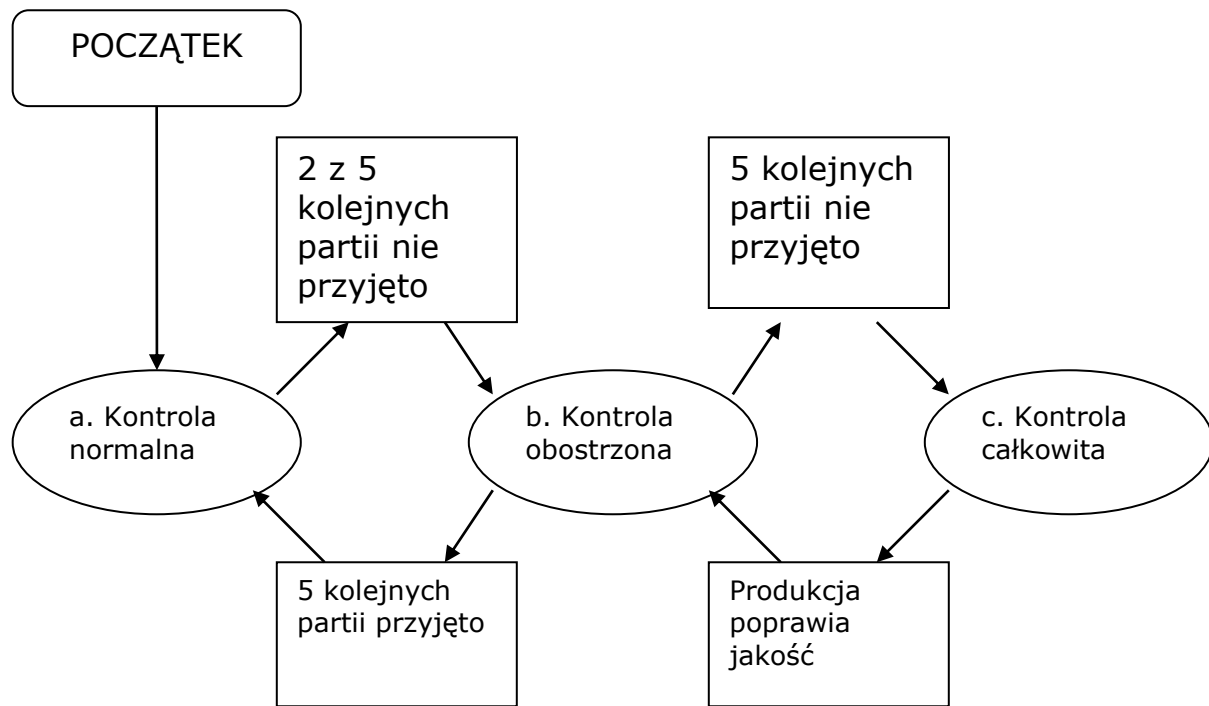 POCZĄTEK
2 z 5
kolejnych
partii nie
przyjęto
5 kolejnych
partii nie
przyjęto
a. Kontrola
normalna
b. Kontrola
obostrzona
c. Kontrola
całkowita
5 kolejnych
partii przyjęto
Produkcja
poprawia
jakość